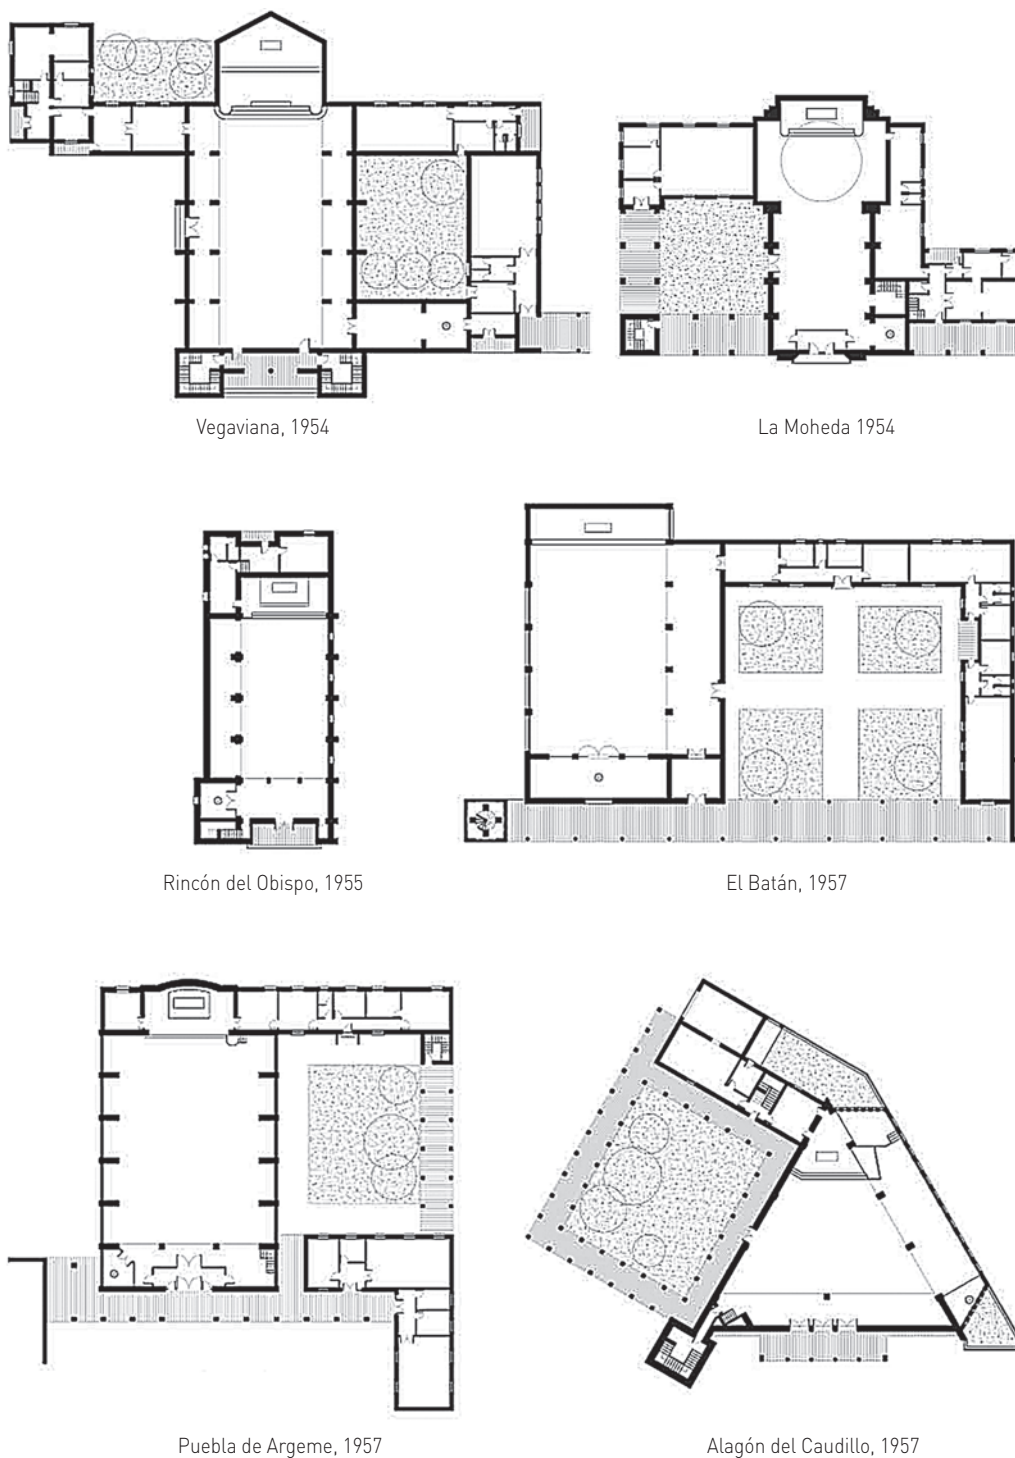 Vegaviana, 1954
La Moheda 1954
Rincón del Obispo, 1955
El Batán, 1957
Puebla de Argeme, 1957
Alagón del Caudillo, 1957